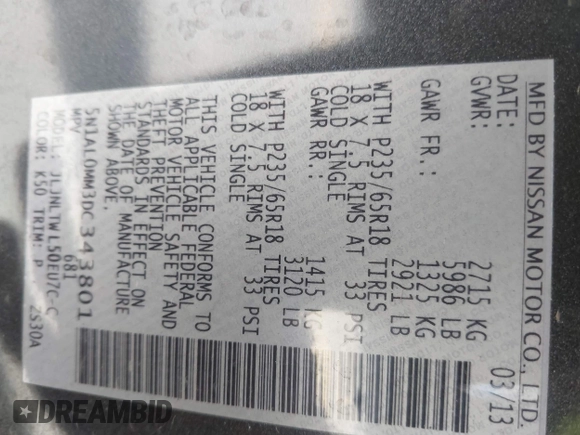 MFD BY NISSAN MOTOR CO., LTD.
DATE: 03/13
GVWR: 2715 KG
5986 LB
GAWR FR.: 1325 KG
2921 LB
WITH P235/65R18 TIRES
18 X 7.5 RIMS AT 33 PSI
COLD SINGLE
GAWR RR.: 1415 KG
3120 LB
WITH P235/65R18 TIRES
18 X 7.5 RIMS AT 33 PSI
COLD SINGLE
THIS VEHICLE CONFORMS TO
ALL APPLICABLE FEDERAL
MOTOR VEHICLE SAFETY AND
THEFT PREVENTION
STANDARDS IN EFFECT ON
THE DATE OF MANUFACTURE
SHOWN ABOVE.
5N1AL0MM3DC343801
MPV 68U
MODEL: JLJNLTWL50EU7C-C
COLOR: K50 TRIM: P 2S30A
DREAMBID